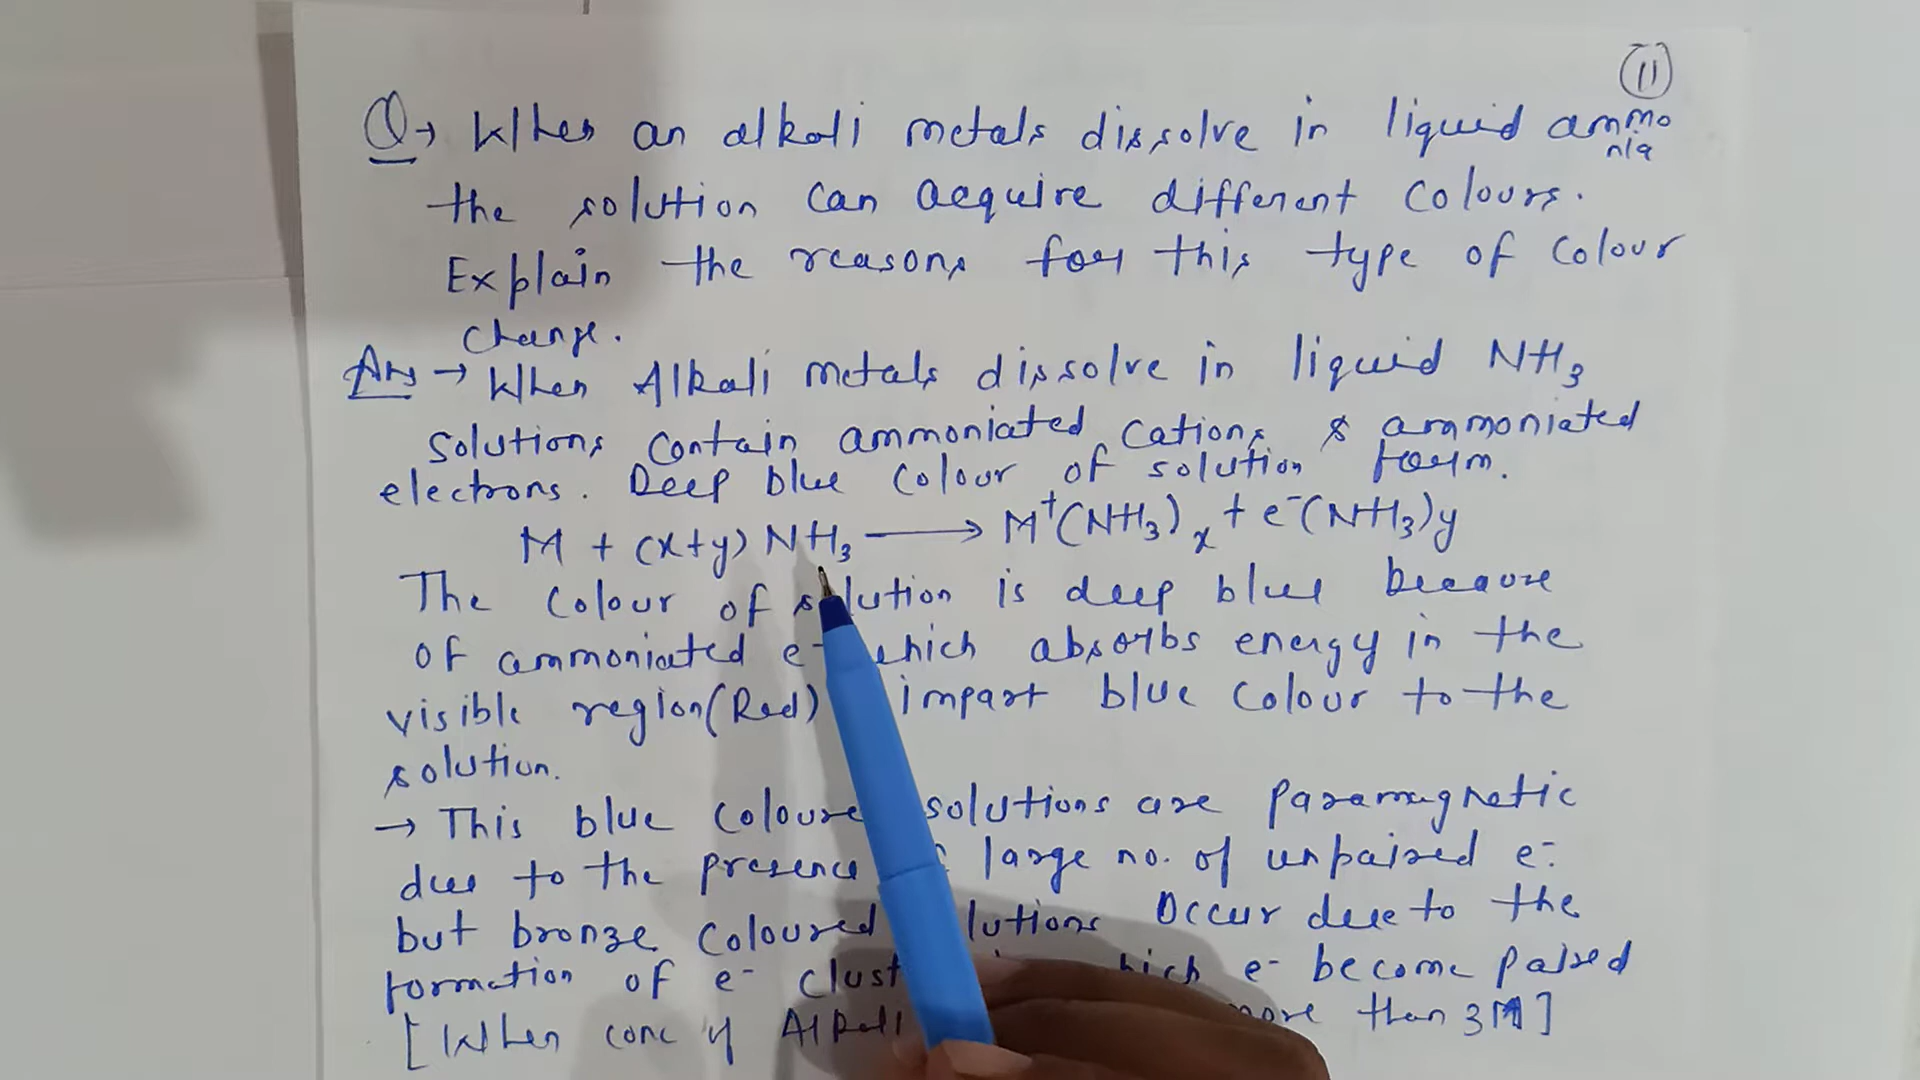 11
Q→ When an alkali metals dissolve in liquid ammo
nia
the solution can acquire different colours.
Explain the reasons for this type of colour
change.
Ans → When Alkali metals dissolve in liquid NH3
solutions contain ammoniated cations & ammoniated
electrons. Deep blue colour of solution form.
M + (x+y) NH3 → M+(NH3)x + e-(NH3)y
The colour of solution is deep blue because
of ammoniated e- which absorbs energy in the
visible region (Red) impart blue colour to the
solution.
→ This blue coloure solutions are paramagnetic
due to the presence large no. of unpaired e-
but bronze coloured lutions occur due to the
formation of e- clust hich e- become paired
[When conc of Alkali more than 3M]